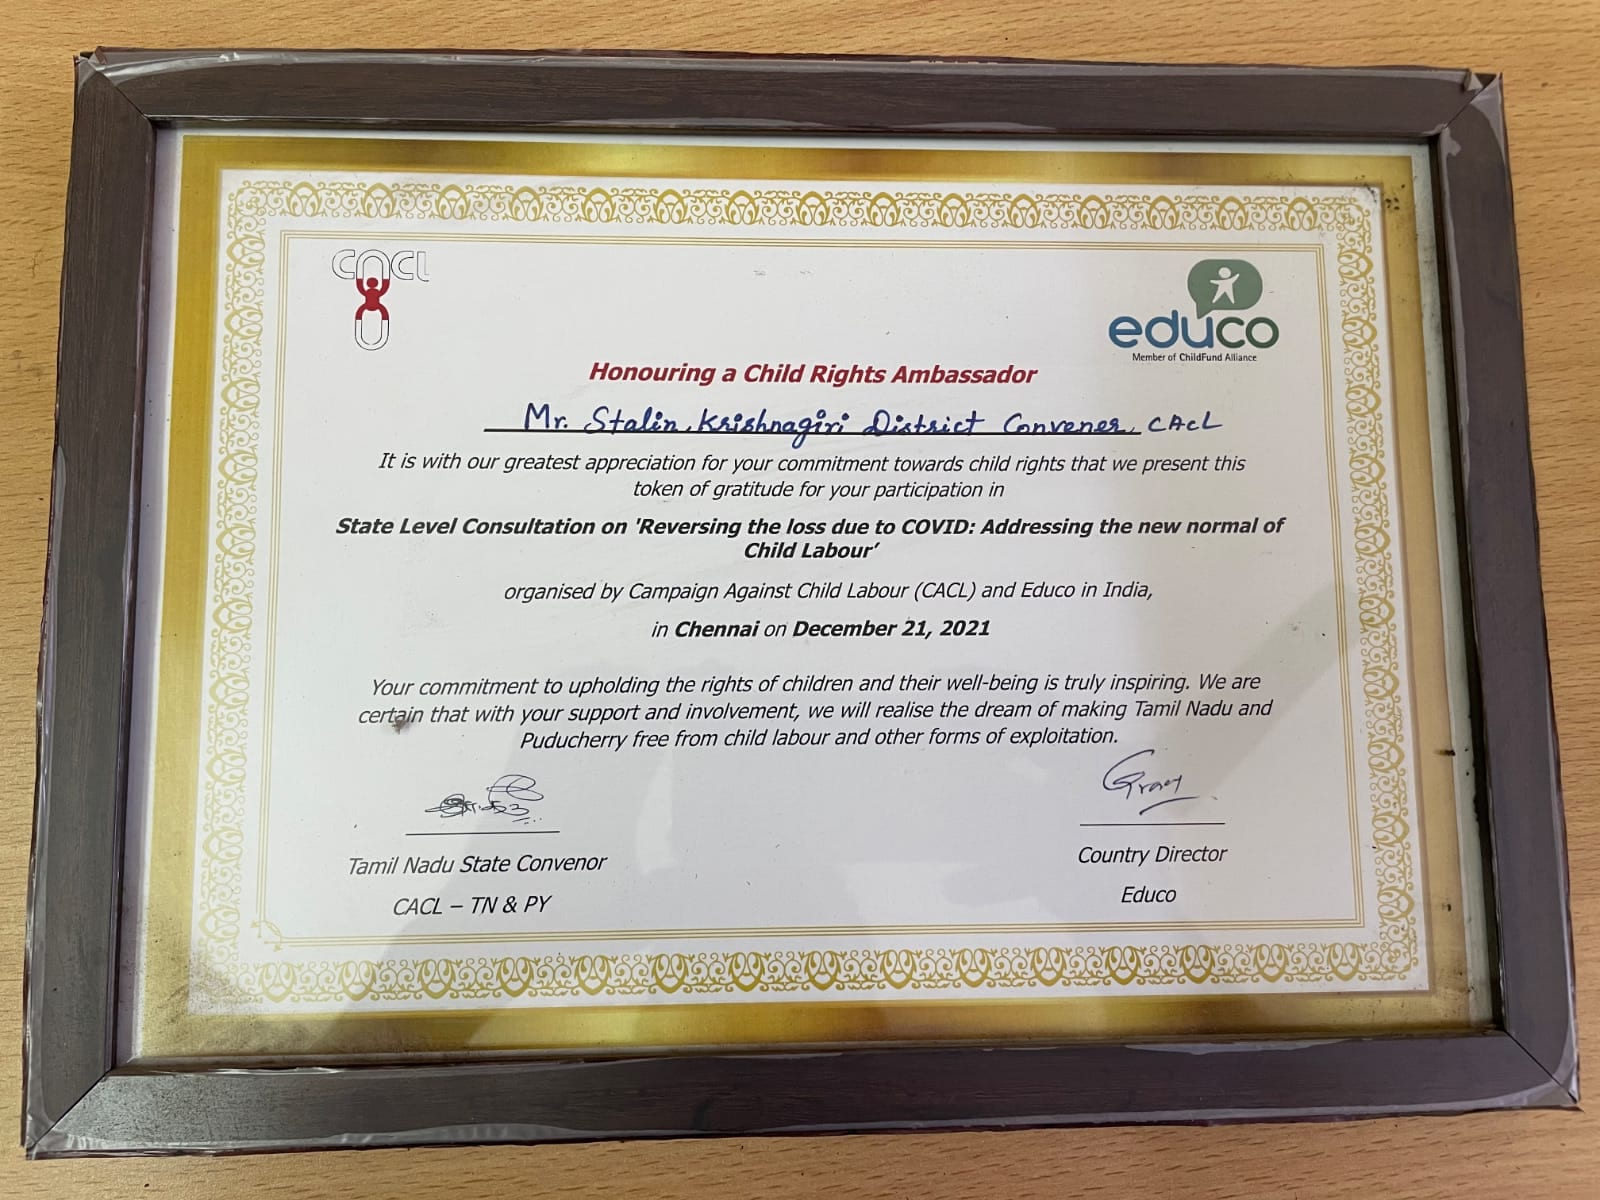 CACL
educo
Member of ChildFund Alliance
Honouring a Child Rights Ambassador
Mr. Stalin, Krishnagiri District Convener, CACL
It is with our greatest appreciation for your commitment towards child rights that we present this
token of gratitude for your participation in
State Level Consultation on 'Reversing the loss due to COVID: Addressing the new normal of
Child Labour’
organised by Campaign Against Child Labour (CACL) and Educo in India,
in Chennai on December 21, 2021
Your commitment to upholding the rights of children and their well-being is truly inspiring. We are
certain that with your support and involvement, we will realise the dream of making Tamil Nadu and
Puducherry free from child labour and other forms of exploitation.
Tamil Nadu State Convenor
Country Director
CACL – TN & PY
Educo